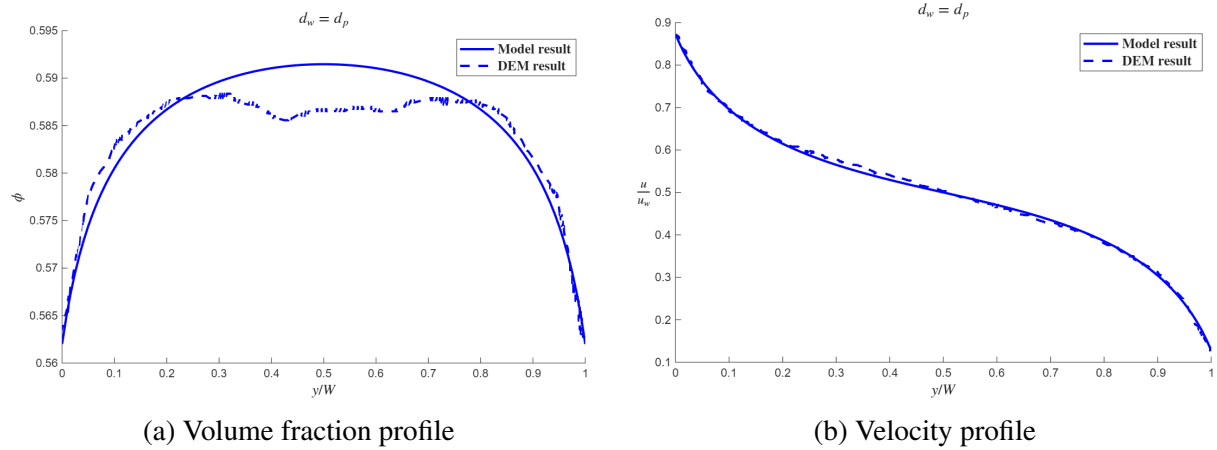 d_w = d_p
0.595
0.59
0.585
0.58
0.575
0.57
0.565
0.56
ϕ
Model result
DEM result
0 0.1 0.2 0.3 0.4 0.5 0.6 0.7 0.8 0.9 1
y/W
(a) Volume fraction profile
d_w = d_p
0.9
0.8
0.7
0.6
0.5
0.4
0.3
0.2
0.1
u
u_w
Model result
DEM result
0 0.1 0.2 0.3 0.4 0.5 0.6 0.7 0.8 0.9 1
y/W
(b) Velocity profile